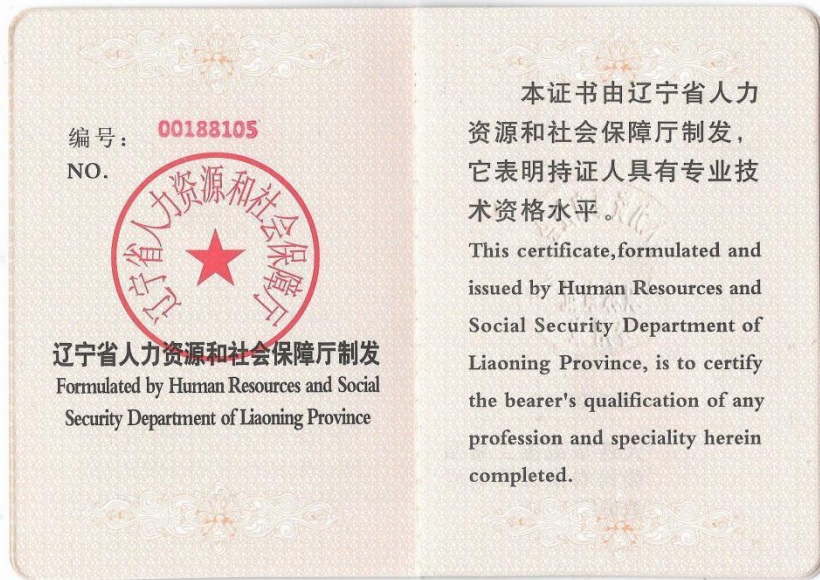 编号： 00188105
NO.
辽宁省人力资源和社会保障厅
辽宁省人力资源和社会保障厅制发
Formulated by Human Resources and Social
Security Department of Liaoning Province
本证书由辽宁省人力
资源和社会保障厅制发，
它表明持证人具有专业技
术资格水平。
This certificate,formulated and
issued by Human Resources and
Social Security Department of
Liaoning Province, is to certify
the bearer's qualification of any
profession and speciality herein
completed.